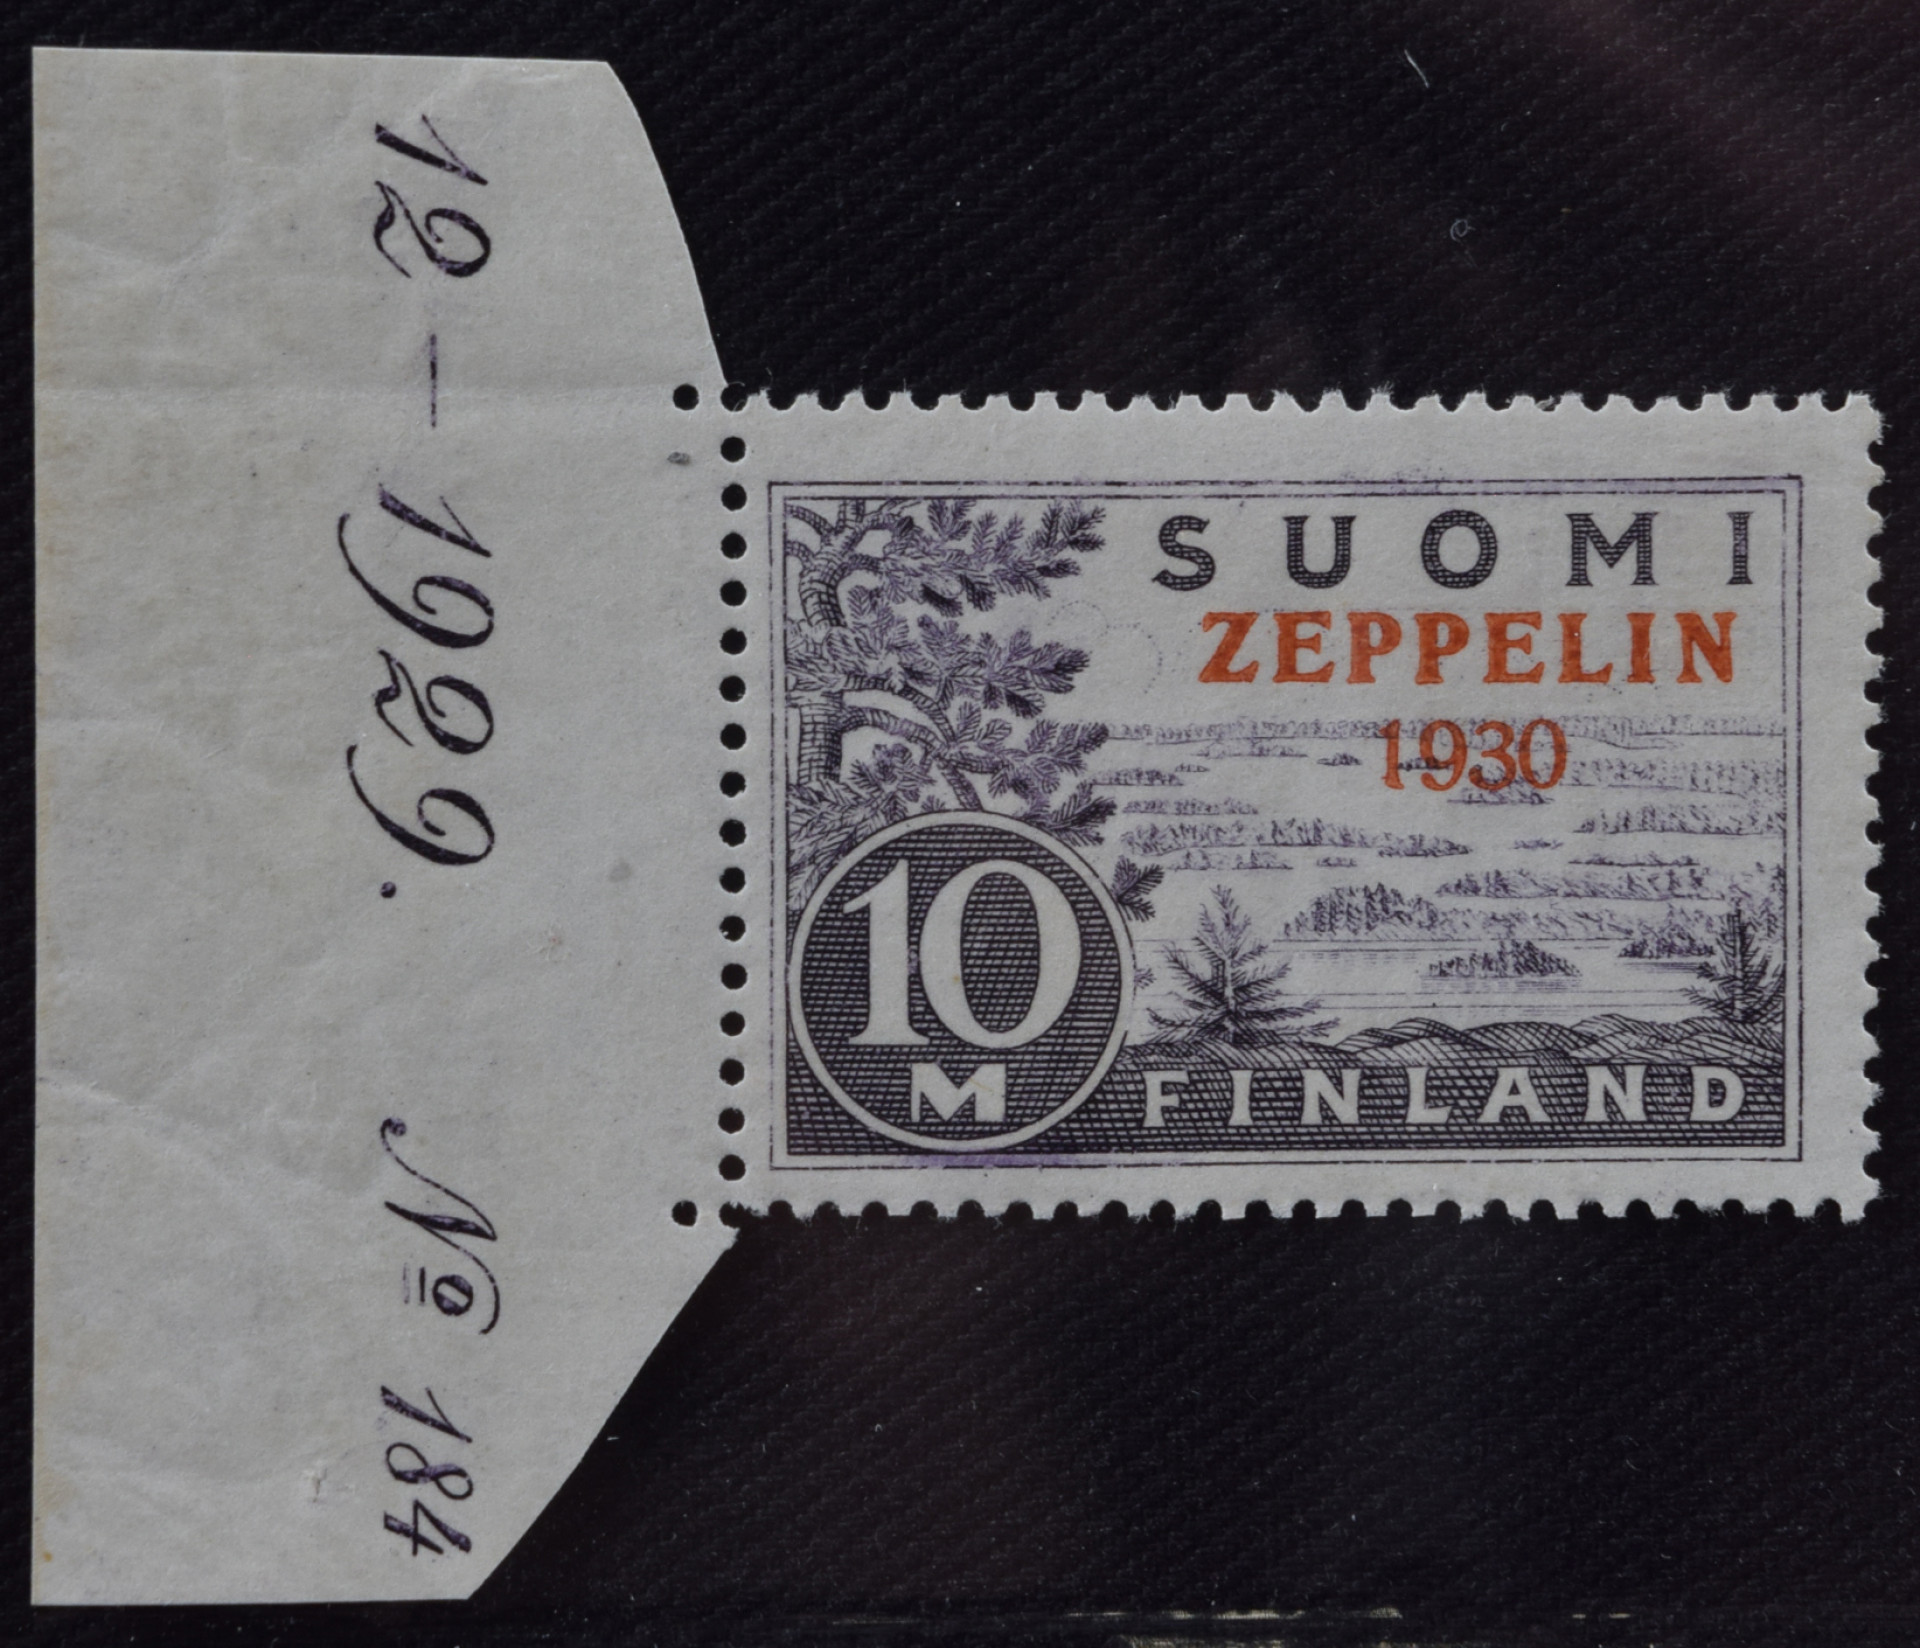 12 – 1929. № 184
SUOMI
ZEPPELIN
1930
10
M
FINLAND